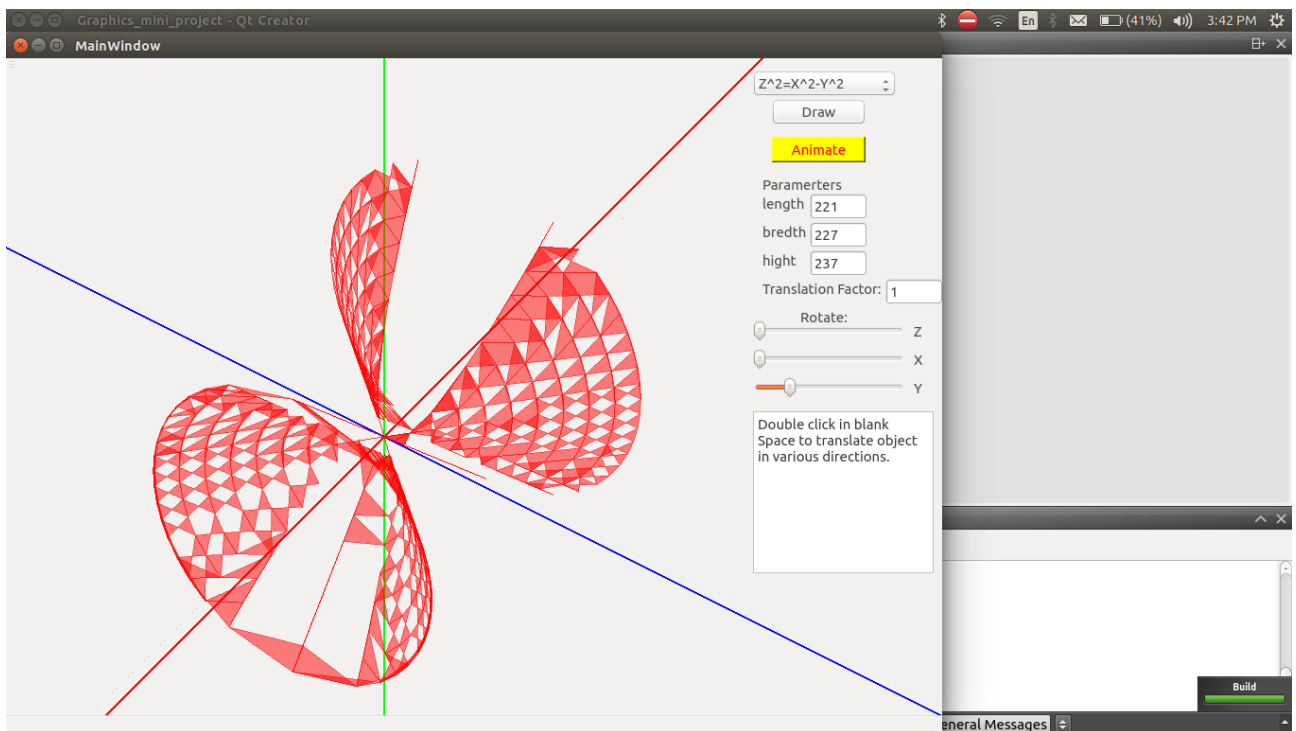 Graphics_mini_project - Qt Creator
En
(41%)
3:42 PM
MainWindow
Z^2=X^2-Y^2
Draw
Animate
Paramerters
length 221
bredth 227
hight 237
Translation Factor: 1
Rotate:
Z
X
Y
Double click in blank
Space to translate object
in various directions.
Build
eneral Messages